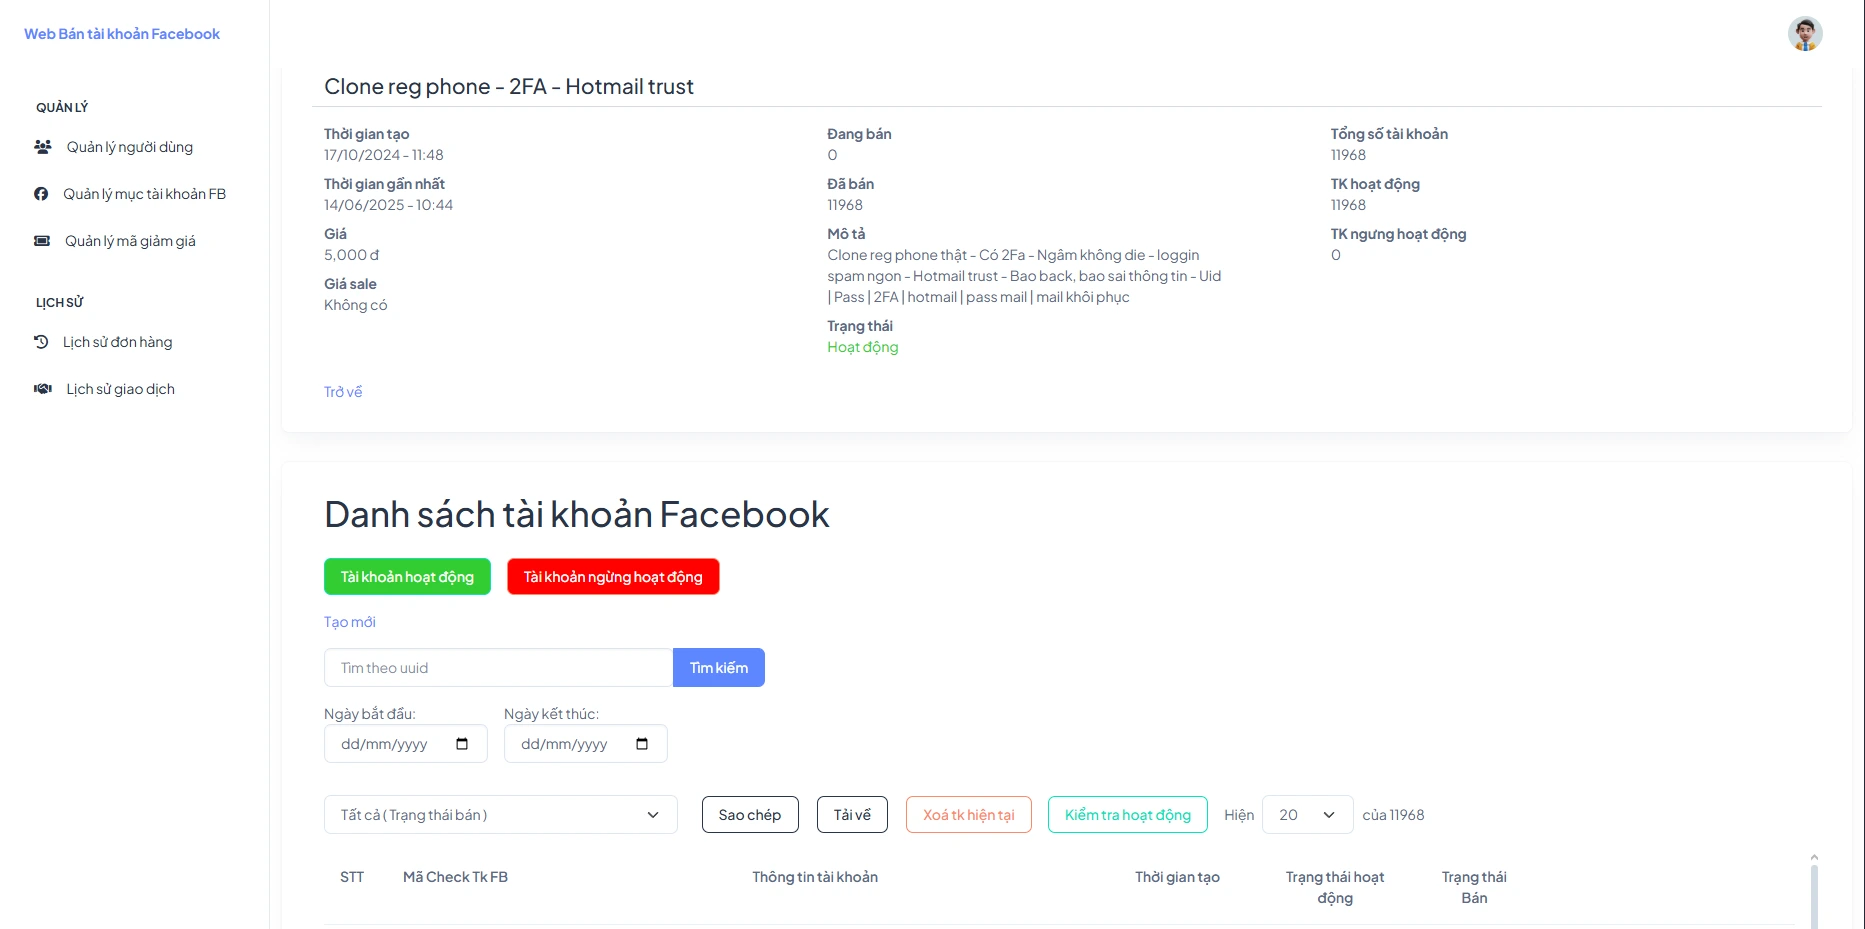 Web Bán tài khoản Facebook
QUẢN LÝ
Quản lý người dùng
Quản lý mục tài khoản FB
Quản lý mã giảm giá
LỊCH SỬ
Lịch sử đơn hàng
Lịch sử giao dịch
Clone reg phone - 2FA - Hotmail trust
Thời gian tạo
17/10/2024 - 11:48
Thời gian gần nhất
14/06/2025 - 10:44
Giá
5,000 đ
Giá sale
Không có
Đang bán
0
Đã bán
11968
Mô tả
Clone reg phone thật - Có 2Fa - Ngâm không die - loggin
spam ngon - Hotmail trust - Bao back, bao sai thông tin - Uid
| Pass | 2FA | hotmail | pass mail | mail khôi phục
Trạng thái
Hoạt động
Tổng số tài khoản
11968
TK hoạt động
11968
TK ngưng hoạt động
0
Trở về
Danh sách tài khoản Facebook
Tài khoản hoạt động
Tài khoản ngừng hoạt động
Tạo mới
Tìm theo uuid
Tìm kiếm
Ngày bắt đầu:
Ngày kết thúc:
dd/mm/yyyy
dd/mm/yyyy
Tất cả ( Trạng thái bán )
Sao chép
Tải về
Xoá tk hiện tại
Kiểm tra hoạt động
Hiện
20
của 11968
STT
Mã Check Tk FB
Thông tin tài khoản
Thời gian tạo
Trạng thái hoạt
động
Trạng thái
Bán